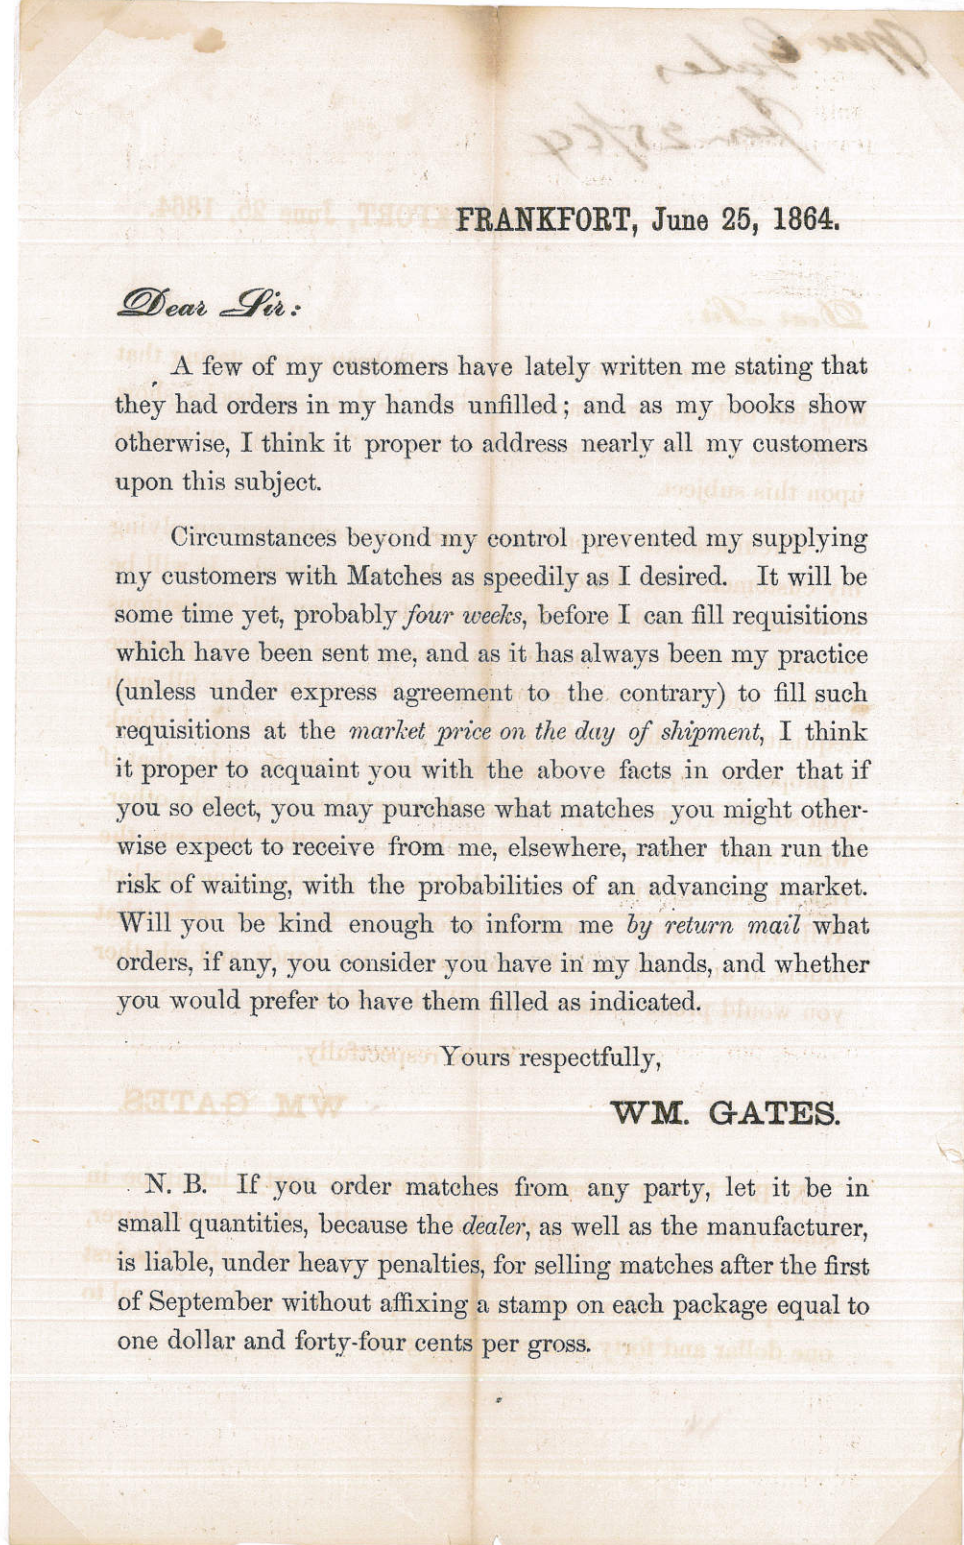 FRANKFORT, June 25, 1864.
Dear Sir:
A few of my customers have lately written me stating that
they had orders in my hands unfilled; and as my books show
otherwise, I think it proper to address nearly all my customers
upon this subject.
Circumstances beyond my control prevented my supplying
my customers with Matches as speedily as I desired. It will be
some time yet, probably four weeks, before I can fill requisitions
which have been sent me, and as it has always been my practice
(unless under express agreement to the contrary) to fill such
requisitions at the market price on the day of shipment, I think
it proper to acquaint you with the above facts in order that if
you so elect, you may purchase what matches you might other-
wise expect to receive from me, elsewhere, rather than run the
risk of waiting, with the probabilities of an advancing market.
Will you be kind enough to inform me by return mail what
orders, if any, you consider you have in my hands, and whether
you would prefer to have them filled as indicated.
Yours respectfully,
WM. GATES.
N. B. If you order matches from any party, let it be in
small quantities, because the dealer, as well as the manufacturer,
is liable, under heavy penalties, for selling matches after the first
of September without affixing a stamp on each package equal to
one dollar and forty-four cents per gross.